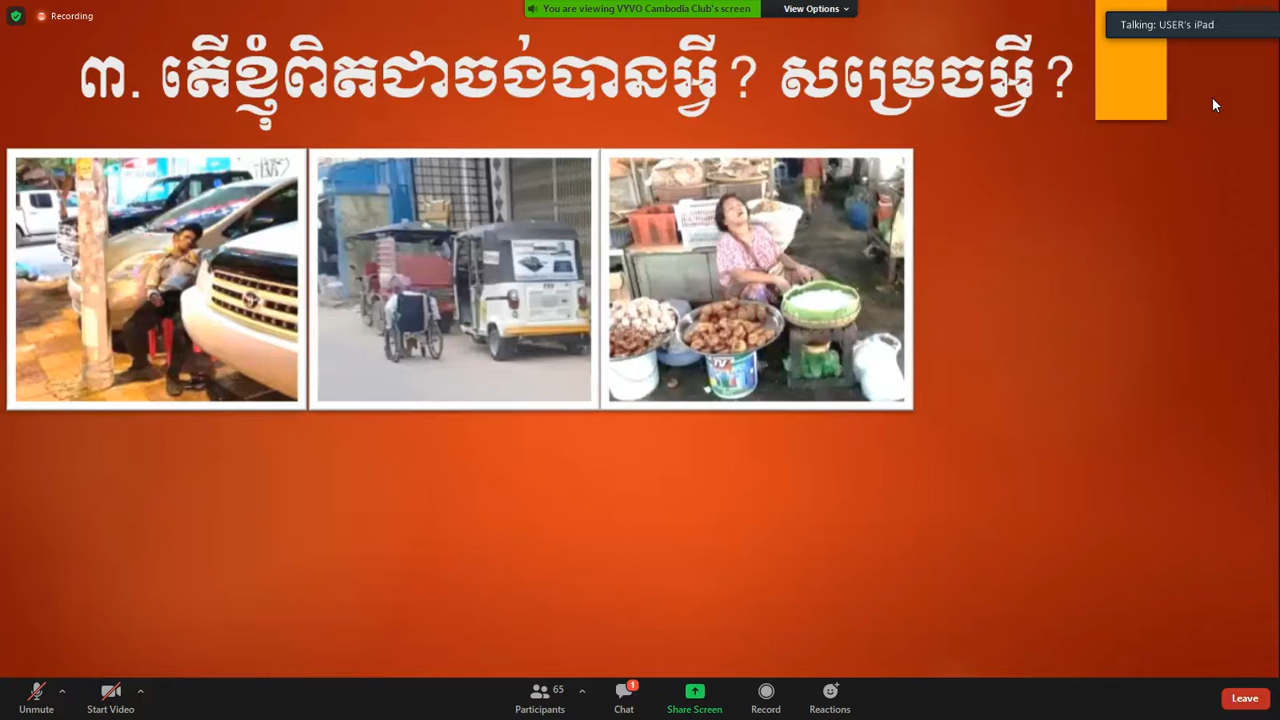 Recording
You are viewing VYVO Cambodia Club's screen
View Options
Talking: USER's iPad
៣. តើខ្ញុំពិតជាចង់បានអ្វី? សម្រេចអ្វី?
Unmute
Start Video
65
Participants
1
Chat
Share Screen
Record
Reactions
Leave